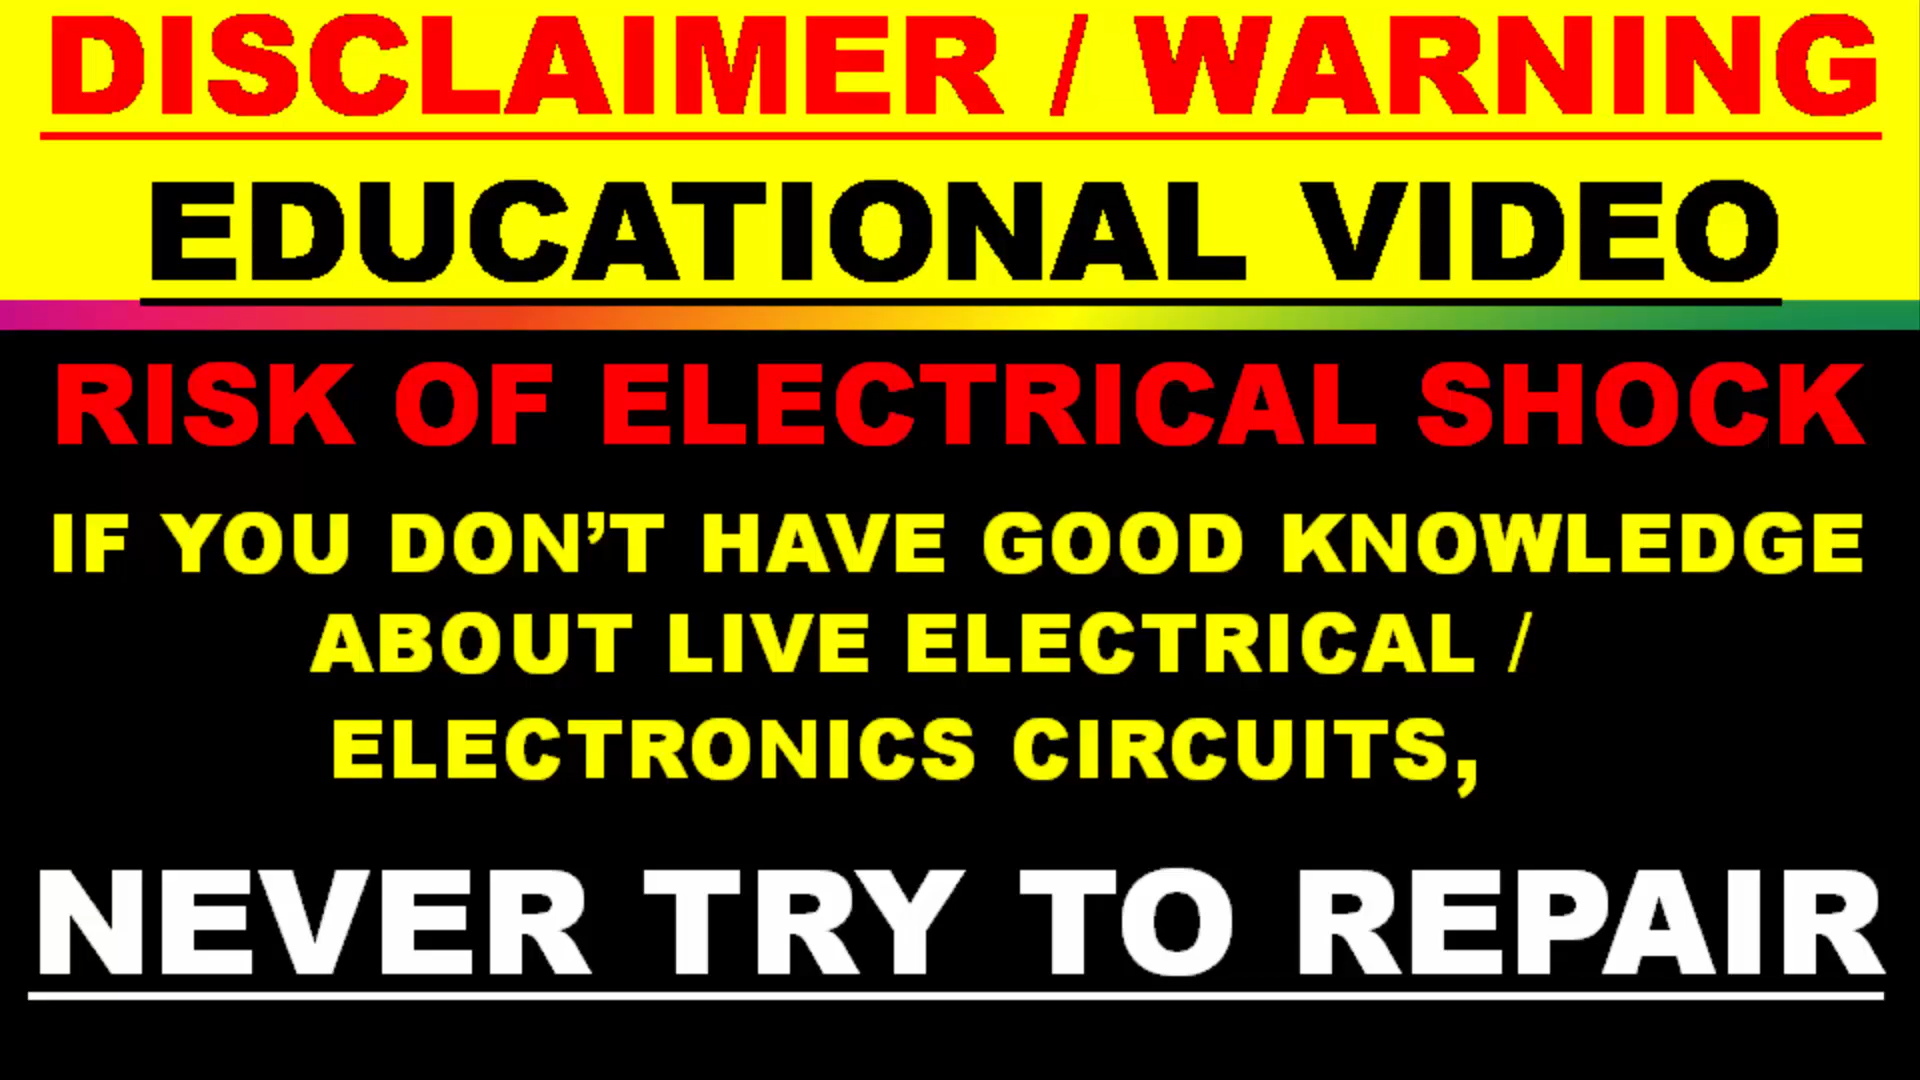 DISCLAIMER / WARNING
EDUCATIONAL VIDEO
RISK OF ELECTRICAL SHOCK
IF YOU DON’T HAVE GOOD KNOWLEDGE
ABOUT LIVE ELECTRICAL /
ELECTRONICS CIRCUITS,
NEVER TRY TO REPAIR